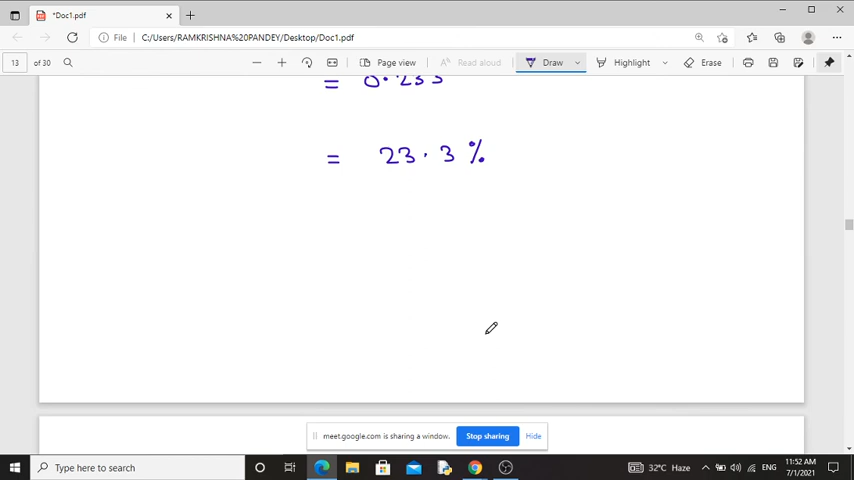 *Doc1.pdf
File C:/Users/RAMKRISHNA%20PANDEY/Desktop/Doc1.pdf
13 of 30 Page view Read aloud Draw Highlight Erase
= 0.233
= 23.3 %
meet.google.com is sharing a window. Stop sharing Hide
Type here to search 32°C Haze ENG 11:52 AM
7/1/2021